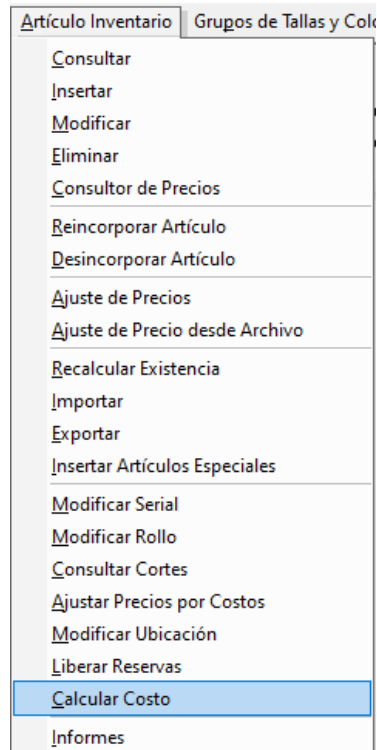 Artículo Inventario Grupos de Tallas y Colo
Consultar
Insertar
Modificar
Eliminar
Consultor de Precios
Reincorporar Artículo
Desincorporar Artículo
Ajuste de Precios
Ajuste de Precio desde Archivo
Recalcular Existencia
Importar
Exportar
Insertar Artículos Especiales
Modificar Serial
Modificar Rollo
Consultar Cortes
Ajustar Precios por Costos
Modificar Ubicación
Liberar Reservas
Calcular Costo
Informes